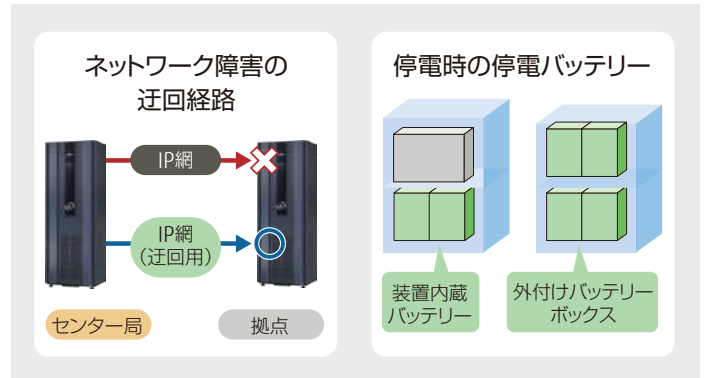 ネットワーク障害の
迂回経路
IP網
IP網
(迂回用)
センター局
拠点
停電時の停電バッテリー
装置内蔵
バッテリー
外付けバッテリー
ボックス